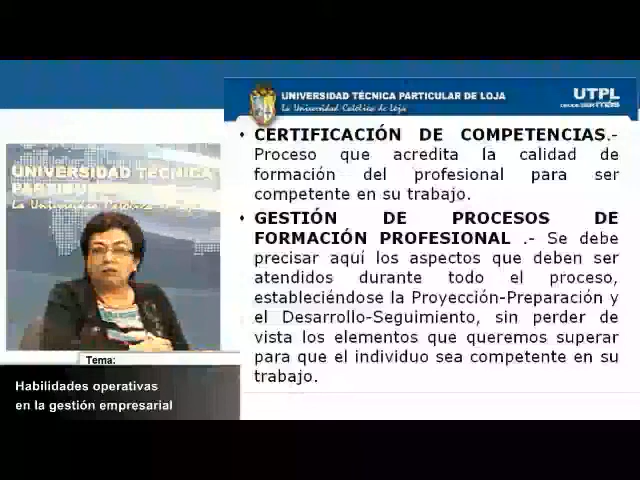 UNIVERSIDAD TÉCNICA PARTICULAR DE LOJA
La Universidad Católica de Loja
UTPL
• CERTIFICACIÓN DE COMPETENCIAS.-
Proceso que acredita la calidad de
formación del profesional para ser
competente en su trabajo.
• GESTIÓN DE PROCESOS DE
FORMACIÓN PROFESIONAL .- Se debe
precisar aquí los aspectos que deben ser
atendidos durante todo el proceso,
estableciéndose la Proyección-Preparación y
el Desarrollo-Seguimiento, sin perder de
vista los elementos que queremos superar
para que el individuo sea competente en su
trabajo.
UNIVERSIDAD TÉCNICA
La
Tema:
Habilidades operativas
en la gestión empresarial